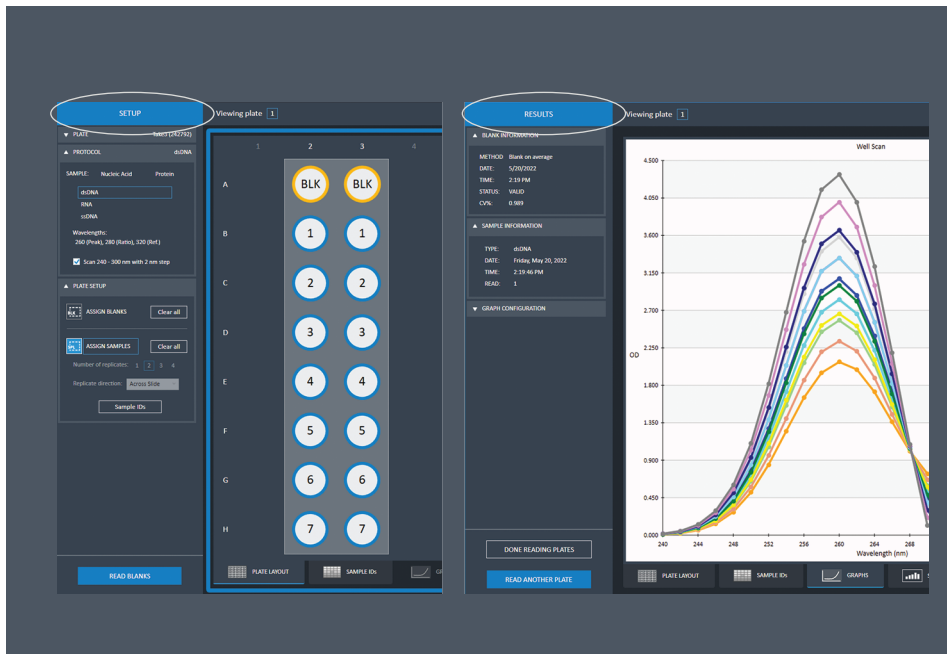 SETUP
Viewing plate 1
PLATE Take3 (242792)
PROTOCOL dsDNA
SAMPLE: Nucleic Acid Protein
dsDNA
RNA
ssDNA
Wavelengths:
260 (Peak), 280 (Ratio), 320 (Ref.)
Scan 240 - 300 nm with 2 nm step
PLATE SETUP
BLK ASSIGN BLANKS Clear all
SPL ASSIGN SAMPLES Clear all
Number of replicates: 1 2 3 4
Replicate direction: Across Slide
Sample IDs
READ BLANKS
1 2 3 4
A BLK BLK
B 1 1
C 2 2
D 3 3
E 4 4
F 5 5
G 6 6
H 7 7
PLATE LAYOUT SAMPLE IDs
RESULTS
Viewing plate 1
BLANK INFORMATION
METHOD Blank on average
DATE: 5/20/2022
TIME: 2:19 PM
STATUS: VALID
CV%: 0.989
SAMPLE INFORMATION
TYPE: dsDNA
DATE: Friday, May 20, 2022
TIME: 2:19:46 PM
READ: 1
GRAPH CONFIGURATION
DONE READING PLATES
READ ANOTHER PLATE
Well Scan
4.500
4.050
3.600
3.150
2.700
2.250
OD
1.800
1.350
0.900
0.450
0.000
240 244 248 252 256 260 264 268
Wavelength (nm)
PLATE LAYOUT SAMPLE IDs GRAPHS